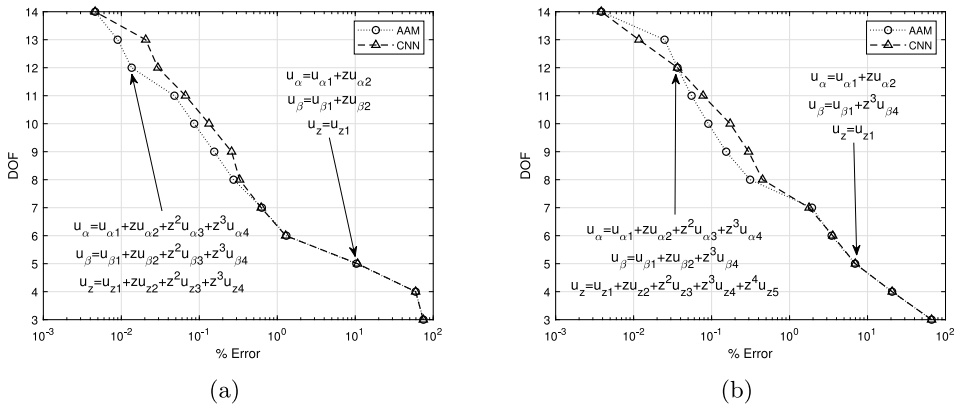 14
13
12
11
10
9
8
7
6
5
4
3
DOF
10^-3
10^-2
10^-1
10^0
10^1
10^2
% Error
AAM
CNN
u_α=u_α1+zu_α2
u_β=u_β1+zu_β2
u_z=u_z1
u_α=u_α1+zu_α2+z^2u_α3+z^3u_α4
u_β=u_β1+zu_β2+z^2u_β3+z^3u_β4
u_z=u_z1+zu_z2+z^2u_z3+z^3u_z4
(a)
14
13
12
11
10
9
8
7
6
5
4
3
DOF
10^-3
10^-2
10^-1
10^0
10^1
10^2
% Error
AAM
CNN
u_α=u_α1+zu_α2
u_β=u_β1+z^3u_β4
u_z=u_z1
u_α=u_α1+zu_α2+z^2u_α3+z^3u_α4
u_β=u_β1+zu_β2+z^3u_β4
u_z=u_z1+zu_z2+z^2u_z3+z^3u_z4+z^4u_z5
(b)